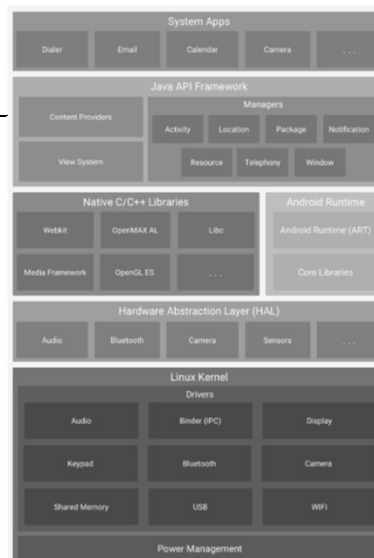 System Apps
Dialer Email Calendar Camera . . .
Java API Framework
Managers
Content Providers
Activity Location Package Notification
View System
Resource Telephony Window
Native C/C++ Libraries
Webkit OpenMAX AL Libc
Media Framework OpenGL ES . . .
Android Runtime
Android Runtime (ART)
Core Libraries
Hardware Abstraction Layer (HAL)
Audio Bluetooth Camera Sensors . . .
Linux Kernel
Drivers
Audio Binder (IPC) Display
Keypad Bluetooth Camera
Shared Memory USB WIFI
Power Management